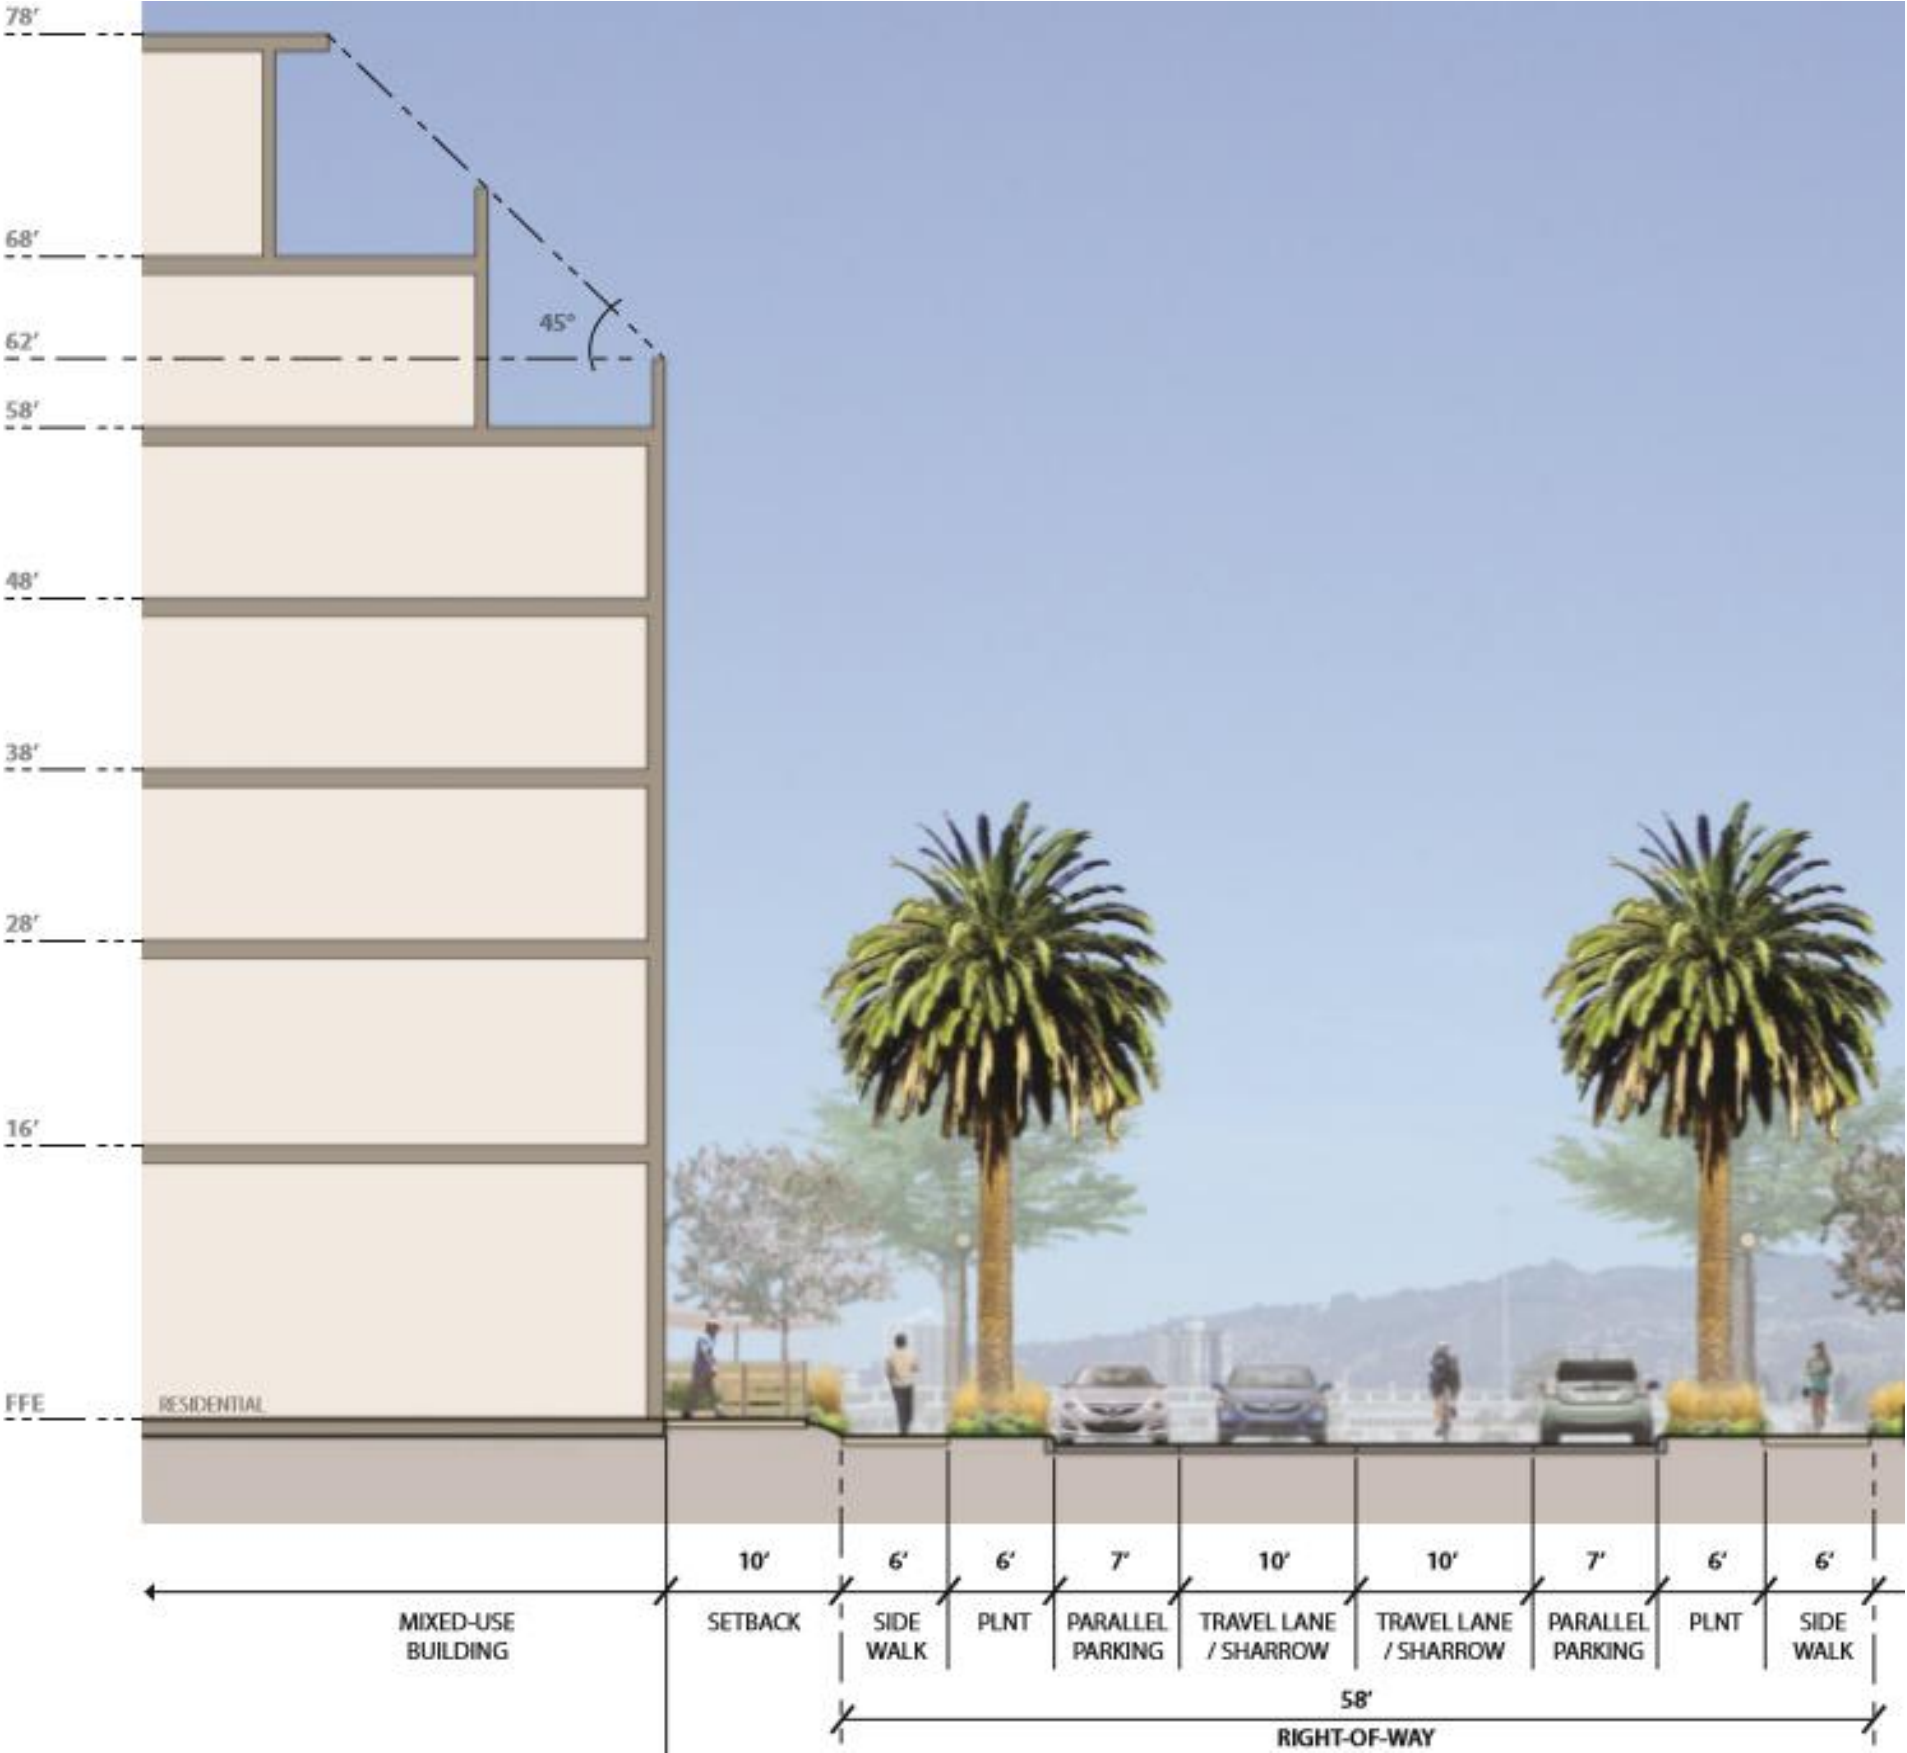 78′
68′
45°
62′
58′
48′
38′
28′
16′
FFE
RESIDENTIAL
10′
6′
6′
7′
10′
10′
7′
6′
6′
MIXED-USE
BUILDING
SETBACK
SIDE
WALK
PLNT
PARALLEL
PARKING
TRAVEL LANE
/ SHARROW
TRAVEL LANE
/ SHARROW
PARALLEL
PARKING
PLNT
SIDE
WALK
58′
RIGHT-OF-WAY